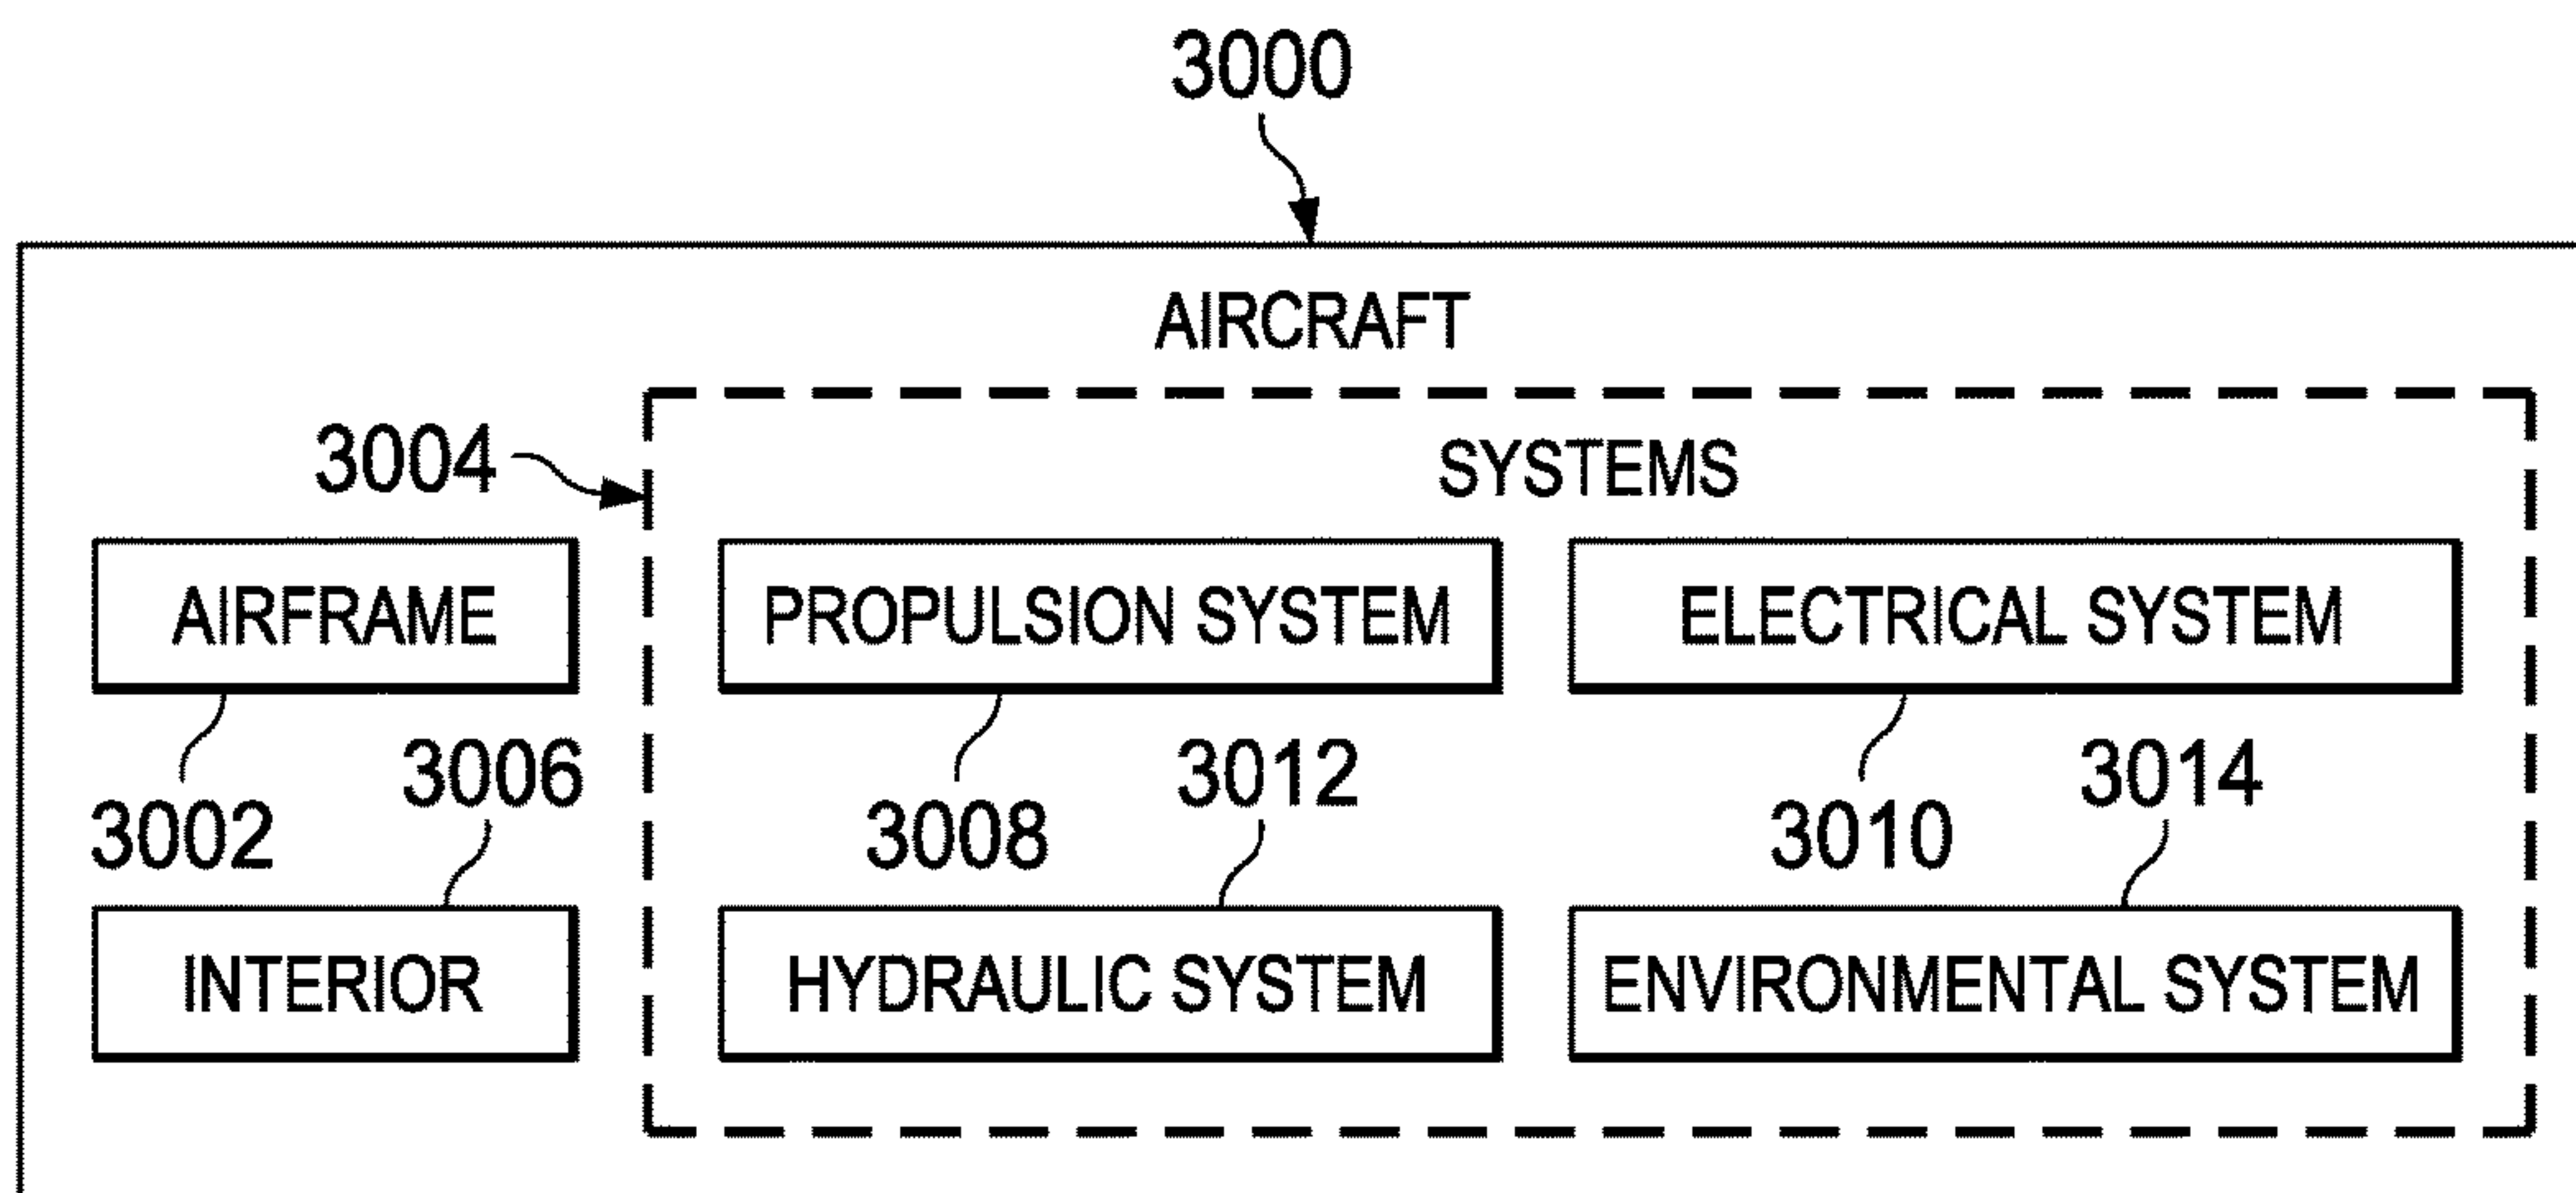 3000
AIRCRAFT
3004
SYSTEMS
AIRFRAME
PROPULSION SYSTEM
ELECTRICAL SYSTEM
3002
3006
3008
3012
3010
3014
INTERIOR
HYDRAULIC SYSTEM
ENVIRONMENTAL SYSTEM